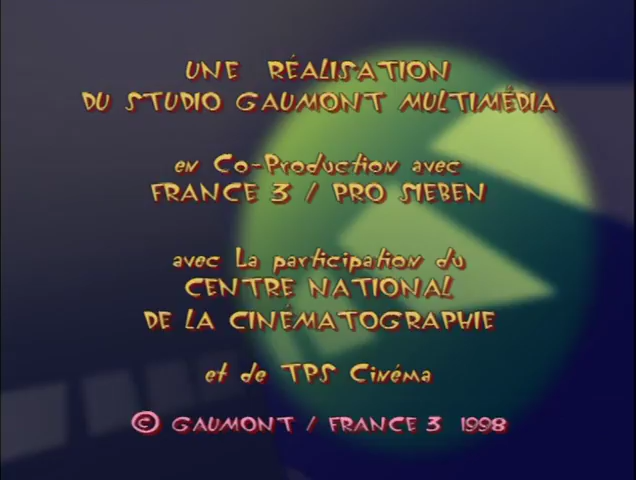 UNE RÉALISATION
DU STUDIO GAUMONT MULTIMÉDIA
en Co-Production avec
FRANCE 3 / PRO SIEBEN
avec La participation du
CENTRE NATIONAL
DE LA CINÉMATOGRAPHIE
et de TPS Cinéma
© GAUMONT / FRANCE 3 1998